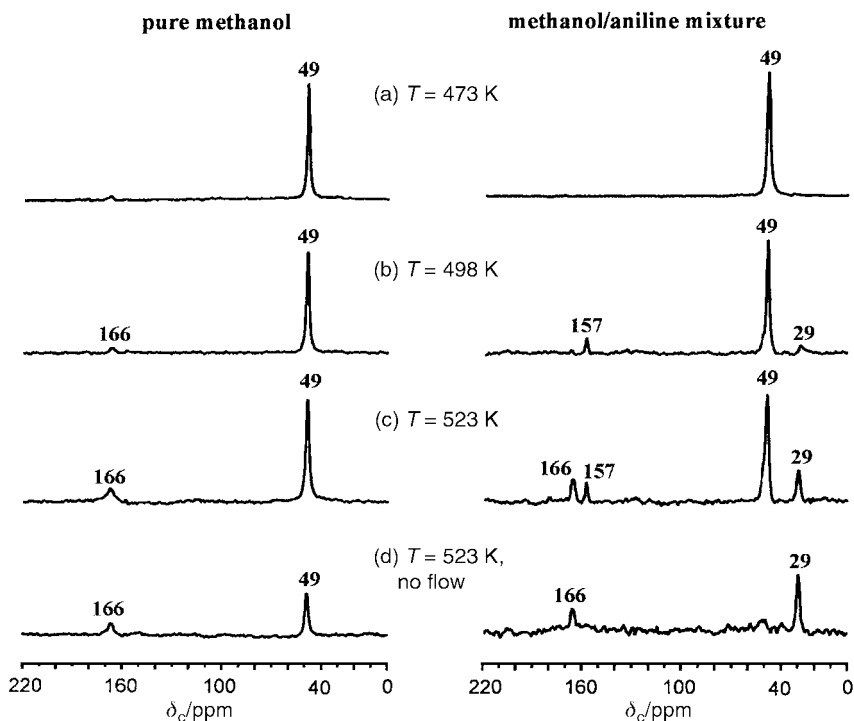 pure methanol
methanol/aniline mixture
49
(a) T = 473 K
49
49
(b) T = 498 K
49
166
157
29
49
(c) T = 523 K
49
166
166
157
29
(d) T = 523 K,
no flow
49
29
166
166
220 160 100 40 0
220 160 100 40 0
δc/ppm
δc/ppm